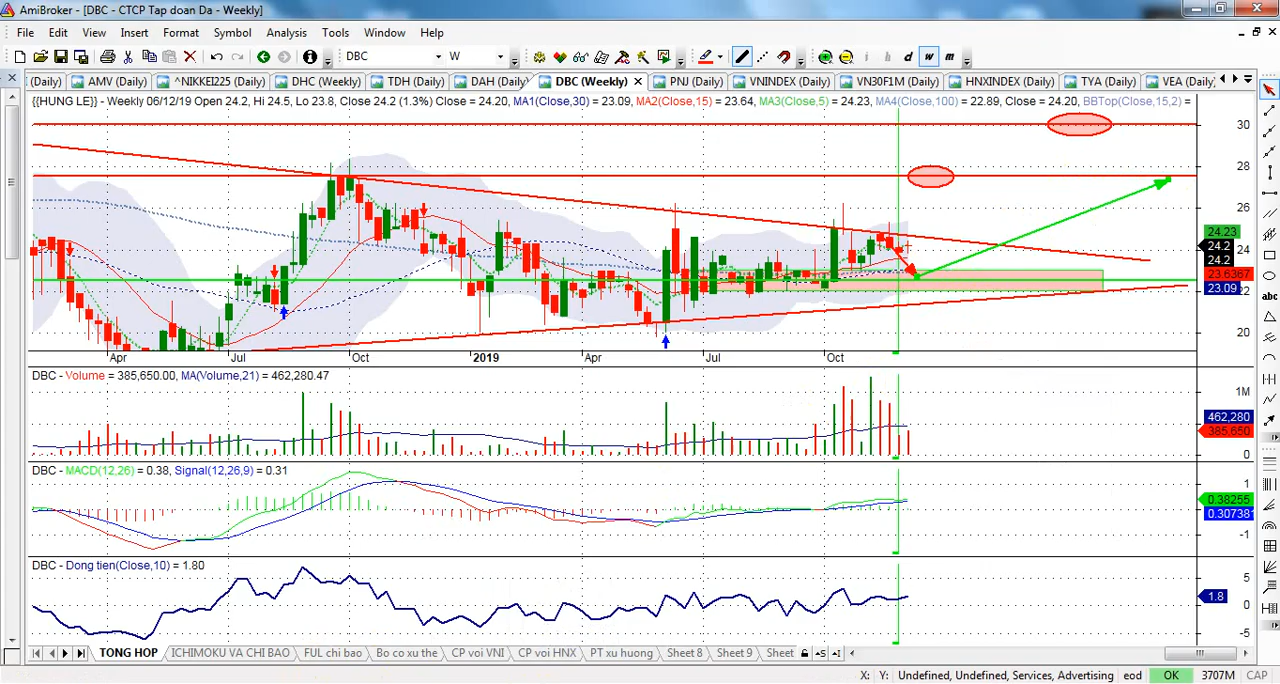 AmiBroker - [DBC - CTCP Tap doan Da - Weekly]
File Edit View Insert Format Symbol Analysis Tools Window Help
DBC W i h d w m
(Daily) AMV (Daily) ^NIKKEI225 (Daily) DHC (Weekly) TDH (Daily) DAH (Daily) DBC (Weekly) PNJ (Daily) VNINDEX (Daily) VN30F1M (Daily) HNXINDEX (Daily) TYA (Daily) VEA (Daily)
{{HUNG LE}} - Weekly 06/12/19 Open 24.2, Hi 24.5, Lo 23.8, Close 24.2 (1.3%) Close = 24.20, MA1(Close,30) = 23.09, MA2(Close,15) = 23.64, MA3(Close,5) = 24.23, MA4(Close,100) = 22.89, Close = 24.20, BBTop(Close,15,2) =
30
28
26
24.23
24.2
24
24.2
23.6367
23.09
22
20
Apr Jul Oct 2019 Apr Jul Oct
abc
DBC - Volume = 385,650.00, MA(Volume,21) = 462,280.47
1M
462,280
385,650
0
DBC - MACD(12,26) = 0.38, Signal(12,26,9) = 0.31
1
0.38255
0.30738
-1
DBC - Dong tien(Close,10) = 1.80
5
1.8
0
-5
TONG HOP ICHIMOKU VA CHI BAO FUL chi bao Bo co xu the CP voi VNI CP voi HNX PT xu huong Sheet 8 Sheet 9 Sheet
X: Y: Undefined, Undefined, Services, Advertising eod OK 3707M CAP